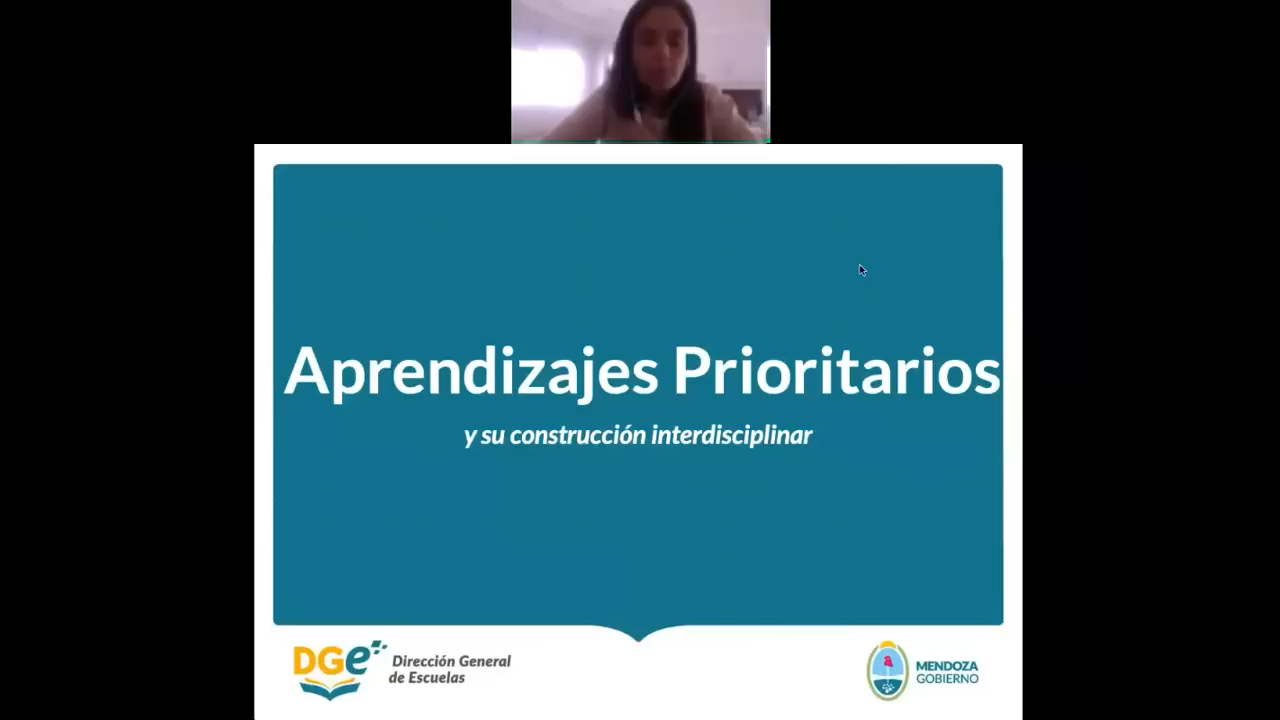 Aprendizajes Prioritarios
y su construcción interdisciplinar
DGe Dirección General
de Escuelas
MENDOZA
GOBIERNO